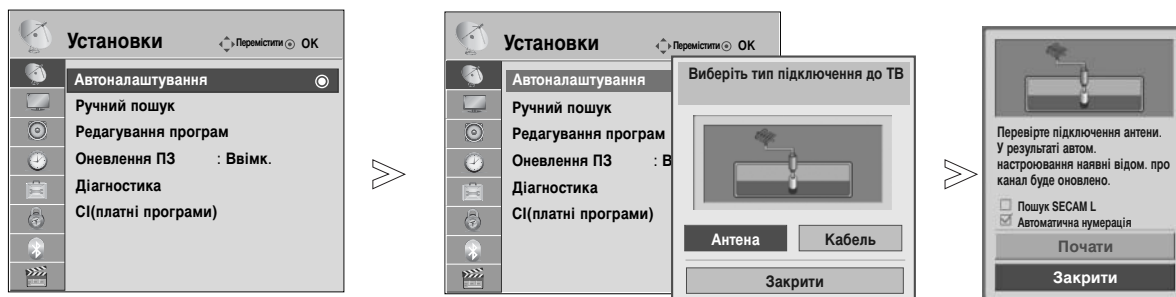 Установки Перемістити OK
Автоналаштування
Ручний пошук
Редагування програм
Оневлення ПЗ : Ввімк.
Діагностика
CI(платні програми)
Установки Перемістити OK
Автоналаштування
Ручний пошук
Редагування програм
Оневлення ПЗ : В
Діагностика
CI(платні програми)
Виберіть тип підключення до ТВ
Антена Кабель
Закрити
Перевірте підключення антени.
У результаті автом.
настроювання наявні відом. про
канал буде оновлено.
Пошук SECAM L
Автоматична нумерація
Почати
Закрити